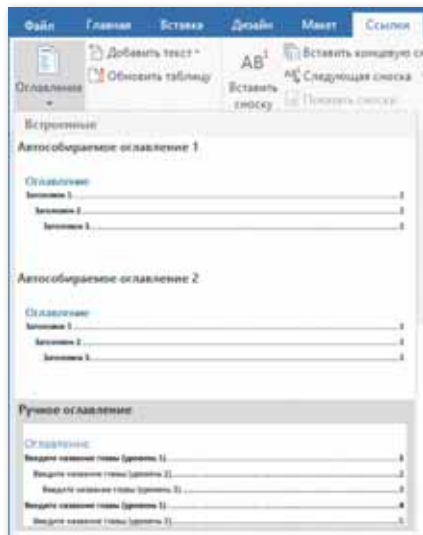 Файл Главная Вставка Дизайн Макет Ссылки
Оглавление
Добавить текст
Обновить таблицу
AB¹
Вставить сноску
Вставить концевую
Следующая сноска
Показать сноски
Встроенные
Автособираемое оглавление 1
Оглавление
Заголовок 1
Заголовок 2
Заголовок 3
Автособираемое оглавление 2
Оглавление
Заголовок 1
Заголовок 2
Заголовок 3
Ручное оглавление
Оглавление
Введите название главы (уровень 1)
Введите название главы (уровень 2)
Введите название главы (уровень 3)
Введите название главы (уровень 1) 4
Введите название главы (уровень 2) 5